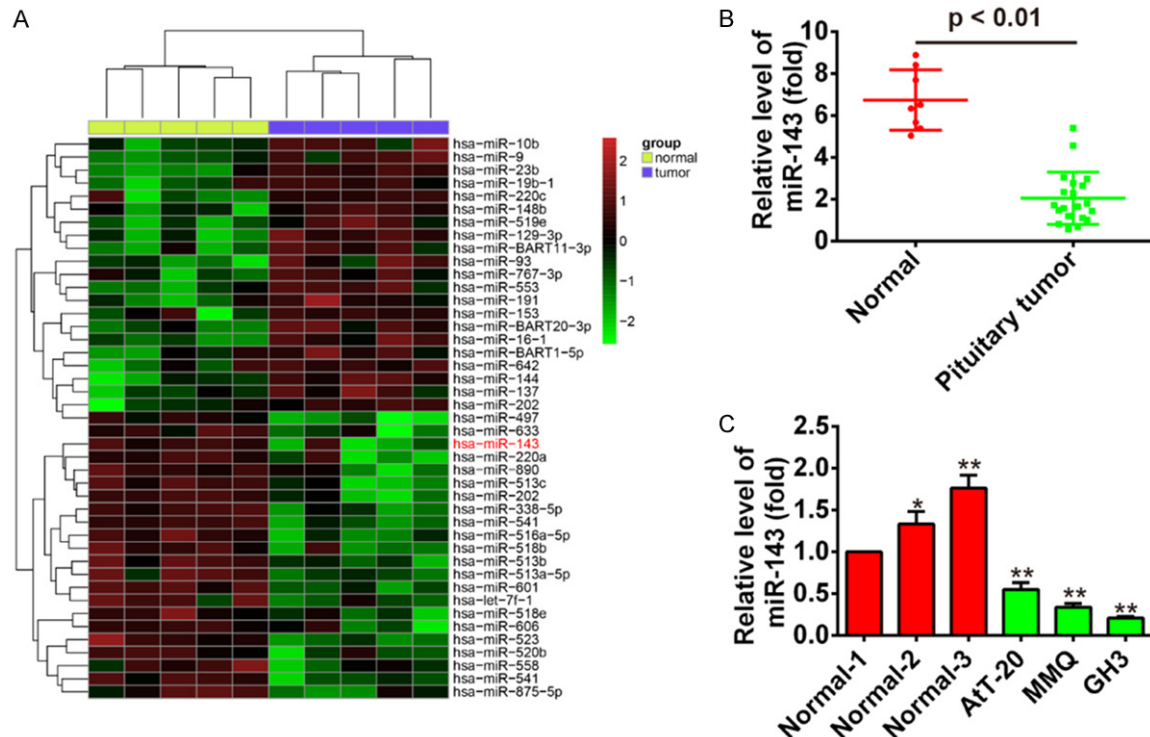 A
group
normal
tumor
2
1
0
−1
−2
hsa-miR-10b
hsa-miR-9
hsa-miR-23b
hsa-miR-19b-1
hsa-miR-220c
hsa-miR-148b
hsa-miR-519e
hsa-miR-129-3p
hsa-miR-BART11-3p
hsa-miR-93
hsa-miR-767-3p
hsa-miR-553
hsa-miR-191
hsa-miR-153
hsa-miR-BART20-3p
hsa-miR-16-1
hsa-miR-BART1-5p
hsa-miR-642
hsa-miR-144
hsa-miR-137
hsa-miR-202
hsa-miR-497
hsa-miR-633
hsa-miR-143
hsa-miR-220a
hsa-miR-890
hsa-miR-513c
hsa-miR-202
hsa-miR-338-5p
hsa-miR-541
hsa-miR-516a-5p
hsa-miR-518b
hsa-miR-513b
hsa-miR-513a-5p
hsa-miR-601
hsa-let-7f-1
hsa-miR-518e
hsa-miR-606
hsa-miR-523
hsa-miR-520b
hsa-miR-558
hsa-miR-541
hsa-miR-875-5p
B
p < 0.01
Relative level of
miR-143 (fold)
10
8
6
4
2
0
Normal
Pituitary tumor
C
Relative level of
miR-143 (fold)
2.5
2.0
1.5
1.0
0.5
0.0
*
**
**
**
**
Normal-1
Normal-2
Normal-3
AtT-20
MMQ
GH3